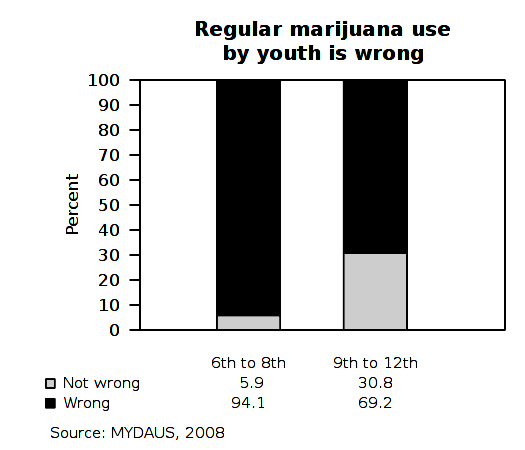 Regular marijuana use
by youth is wrong
Percent
100
90
80
70
60
50
40
30
20
10
0
6th to 8th 9th to 12th
Not wrong 5.9 30.8
Wrong 94.1 69.2
Source: MYDAUS, 2008